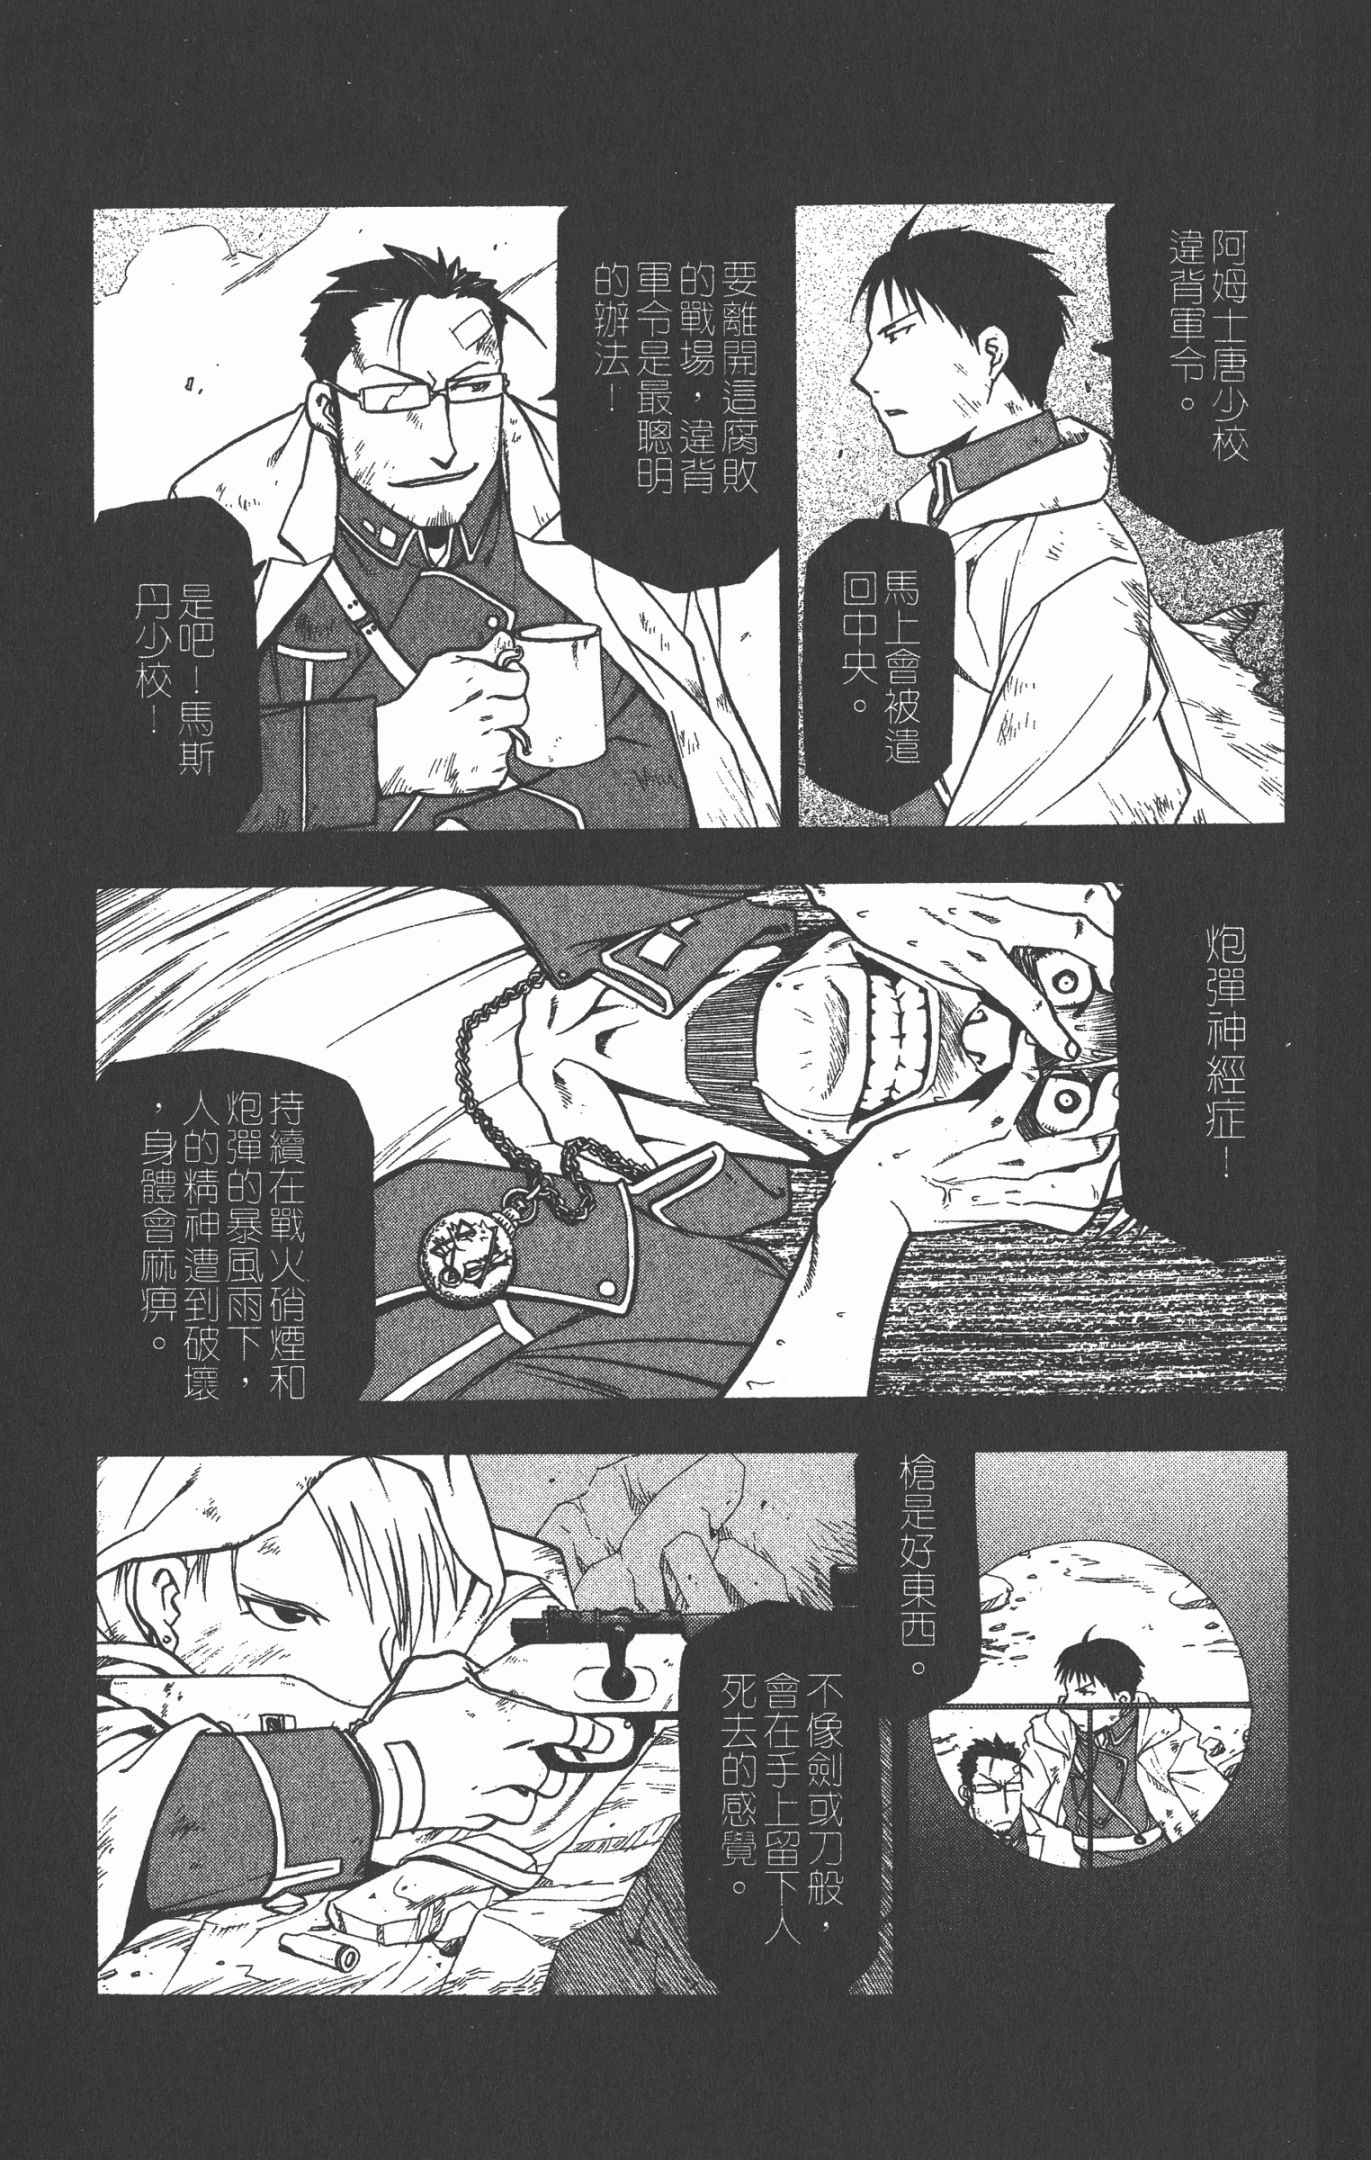 阿姆士唐少校
違背軍令。
馬上會被遣
回中央。
要離開這腐敗
的戰場，違背
軍令是最聰明
的辦法！
是吧！馬斯
丹少校！
炮彈神經症！
持續在戰火硝煙和
炮彈的暴風雨下，
人的精神遭到破壞
，身體會麻痹。
槍是好東西。
不像劍或刀般，
會在手上留下人
死去的感覺。